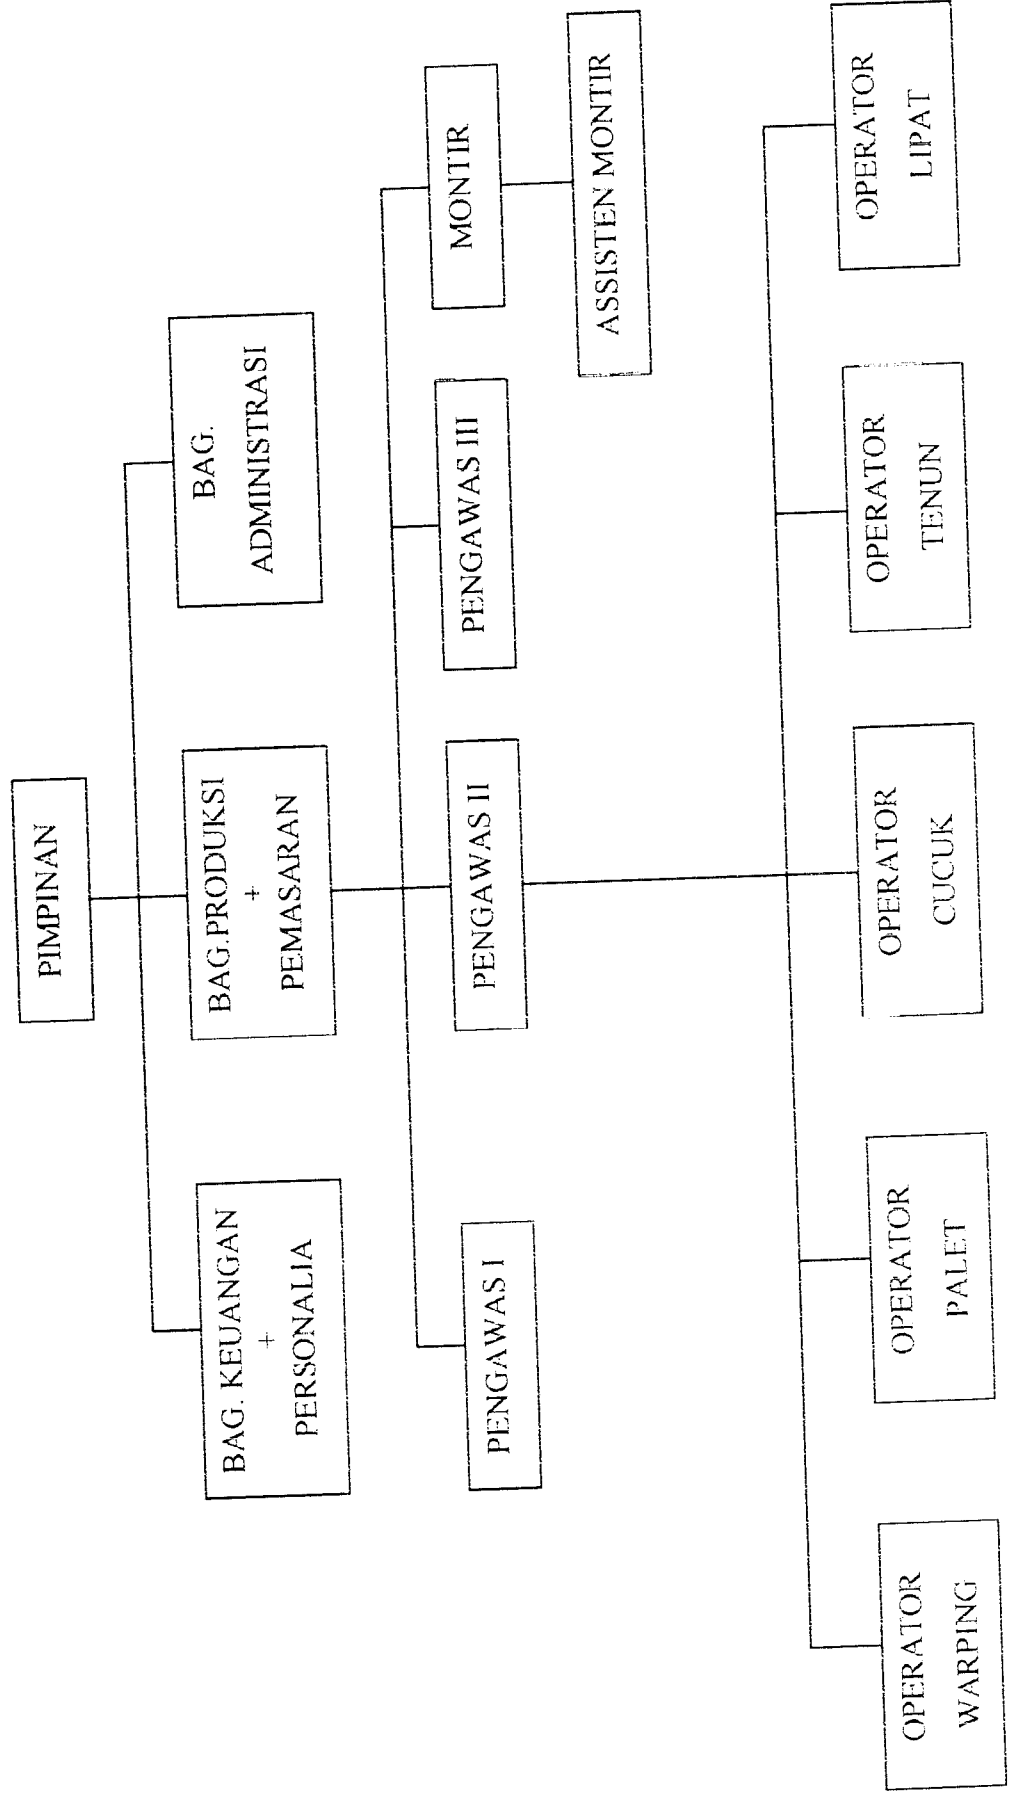 PIMPINAN
BAG. KEUANGAN
+
PERSONALIA
BAG.PRODUKSI
+
PEMASARAN
BAG.
ADMINISTRASI
PENGAWAS I
PENGAWAS II
PENGAWAS III
MONTIR
ASSISTEN MONTIR
OPERATOR
WARPING
OPERATOR
PALET
OPERATOR
CUCUK
OPERATOR
TENUN
OPERATOR
LIPAT